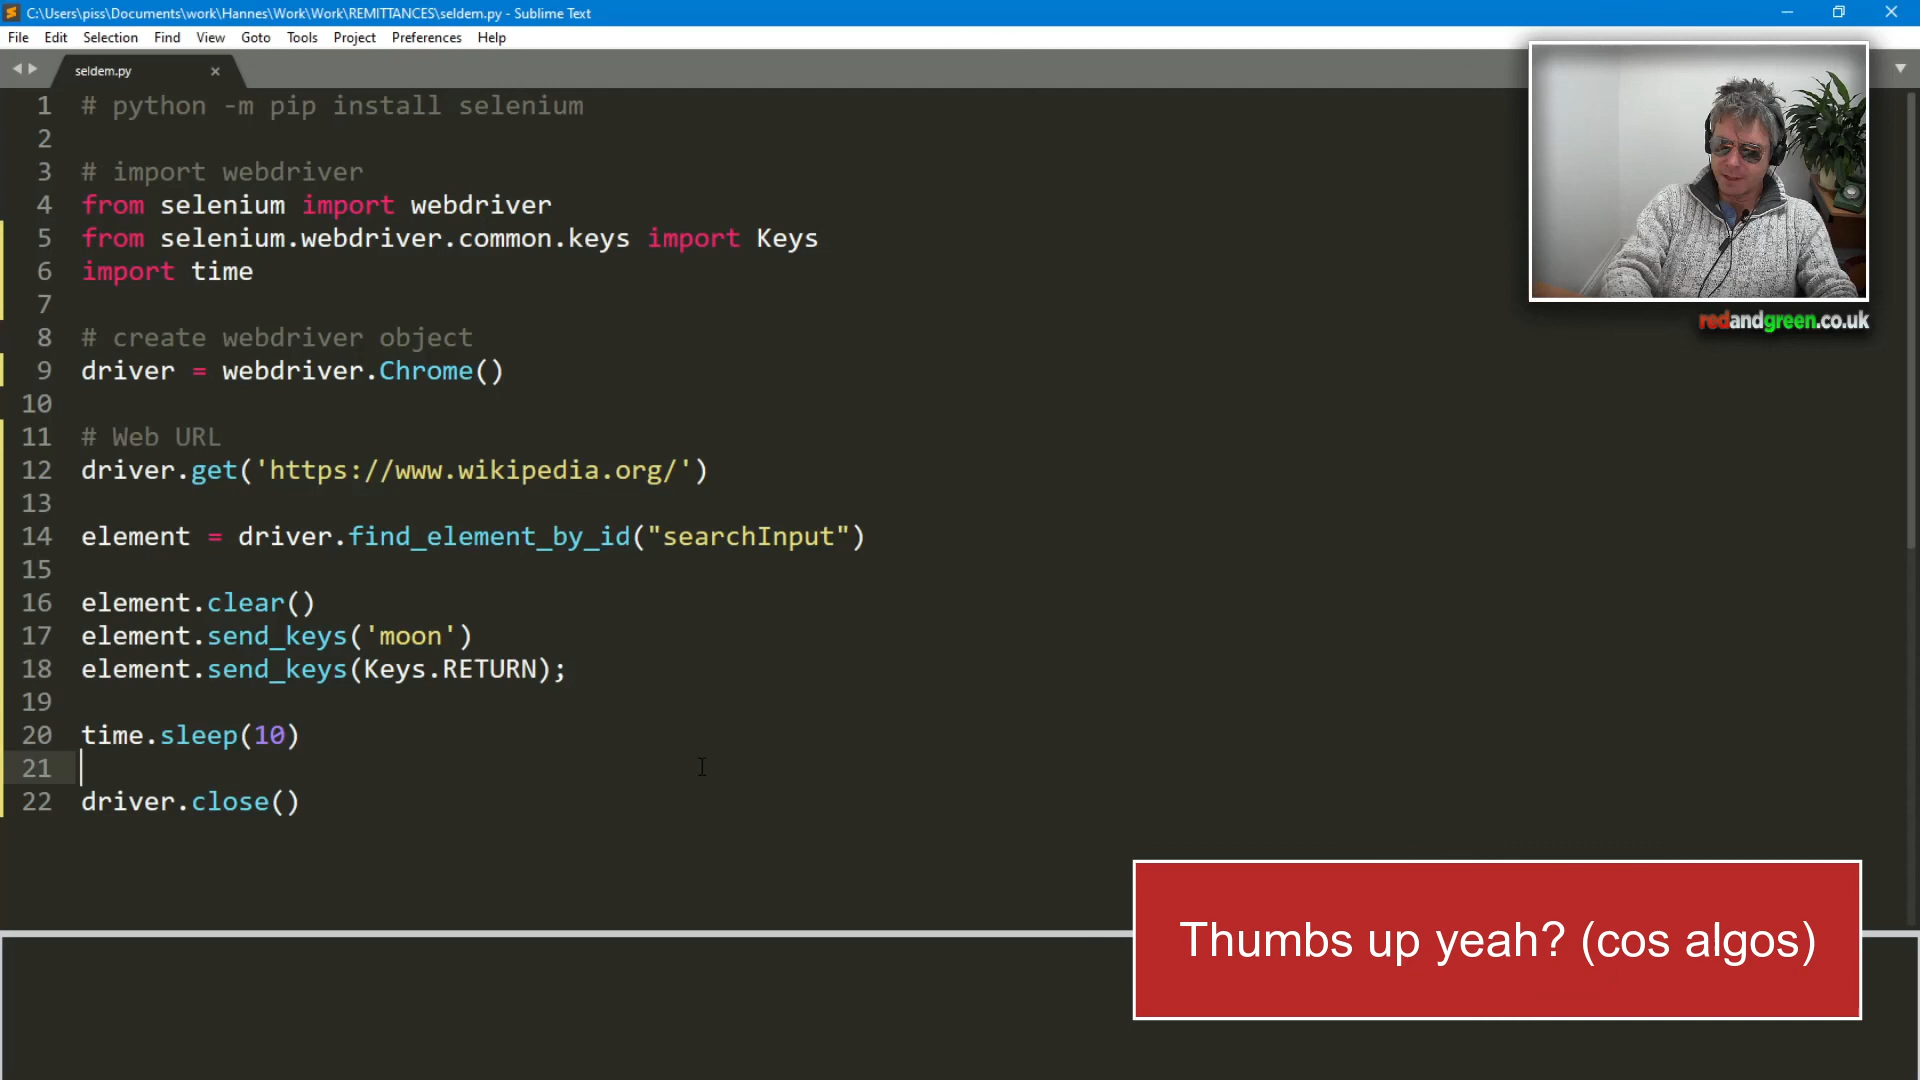 C:\Users\piss\Documents\work\Hannes\Work\Work\REMITTANCES\seldem.py - Sublime Text
File Edit Selection Find View Goto Tools Project Preferences Help
seldem.py
1 # python -m pip install selenium
2
3 # import webdriver
4 from selenium import webdriver
5 from selenium.webdriver.common.keys import Keys
6 import time
7
8 # create webdriver object
9 driver = webdriver.Chrome()
10
11 # Web URL
12 driver.get('https://www.wikipedia.org/')
13
14 element = driver.find_element_by_id("searchInput")
15
16 element.clear()
17 element.send_keys('moon')
18 element.send_keys(Keys.RETURN);
19
20 time.sleep(10)
21
22 driver.close()
redandgreen.co.uk
Thumbs up yeah? (cos algos)